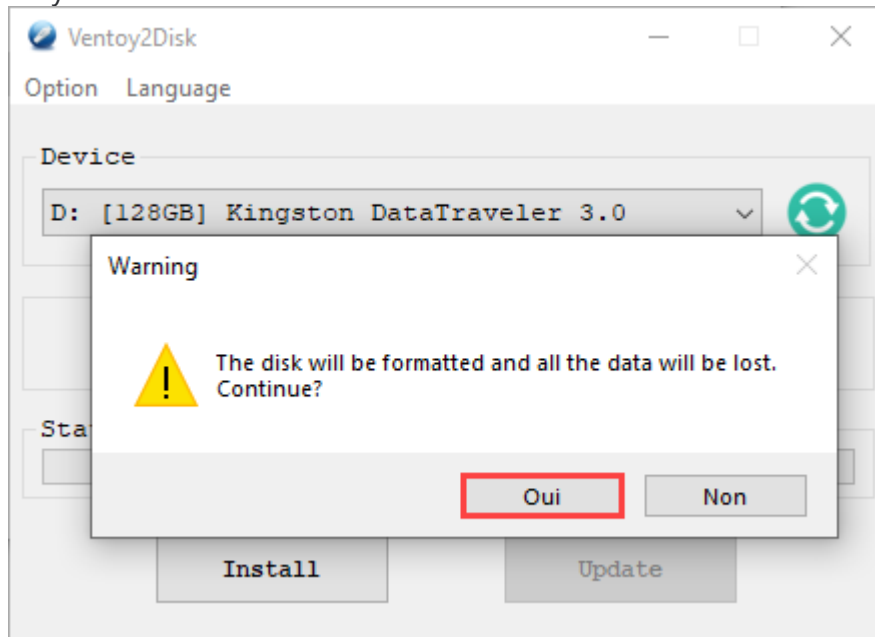 Ventoy2Disk
Option Language
Device
D: [128GB] Kingston DataTraveler 3.0
Warning
The disk will be formatted and all the data will be lost.
Continue?
Sta
Oui Non
Install Update